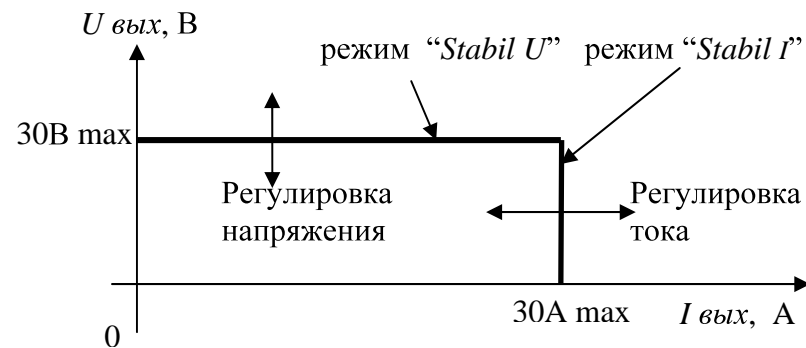 U вых, В
режим “Stabil U”
режим “Stabil I”
30В max
Регулировка
напряжения
Регулировка
тока
30А max
I вых, А
0